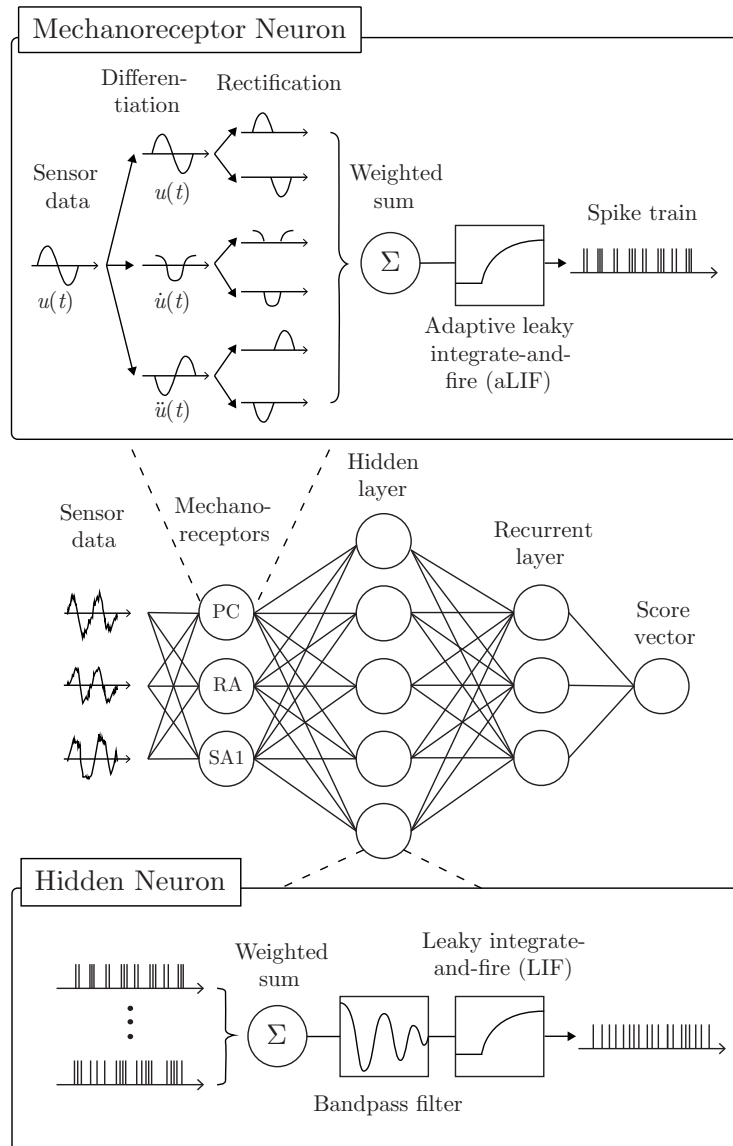 Mechanoreceptor Neuron
Differen-
tiation
Rectification
Sensor
data
u(t)
u(t)
u̇(t)
ü(t)
Weighted
sum
Σ
Adaptive leaky
integrate-and-
fire (aLIF)
Spike train
Sensor
data
Mechano-
receptors
Hidden
layer
Recurrent
layer
Score
vector
PC
RA
SA1
Hidden Neuron
Weighted
sum
Σ
Bandpass filter
Leaky integrate-
and-fire (LIF)